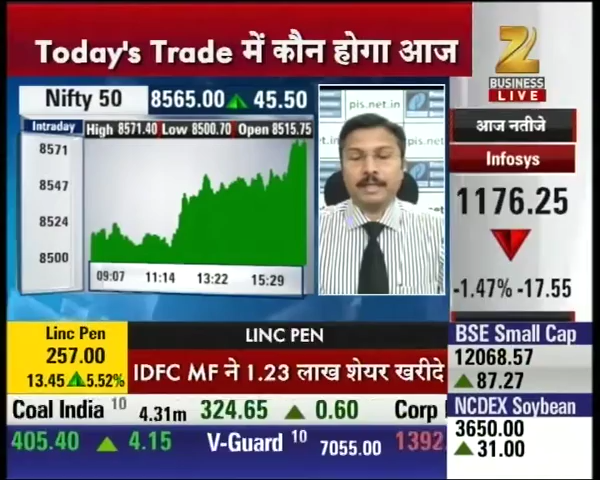 Today's Trade में कौन होगा आज
Z
BUSINESS
LIVE
Nifty 50 8565.00 45.50
Intraday High 8571.40 Low 8500.70 Open 8515.75
8571
8547
8524
8500
09:07 11:14 13:22 15:29
pis.net.in
आज नतीजे
Infosys
1176.25
-1.47% -17.55
Linc Pen
257.00
13.45 5.52%
LINC PEN
IDFC MF ने 1.23 लाख शेयर खरीदे
BSE Small Cap
12068.57
87.27
Coal India 10 4.31m 324.65 0.60 Corp
405.40 4.15 V-Guard 10 7055.00 1392
NCDEX Soybean
3650.00
31.00